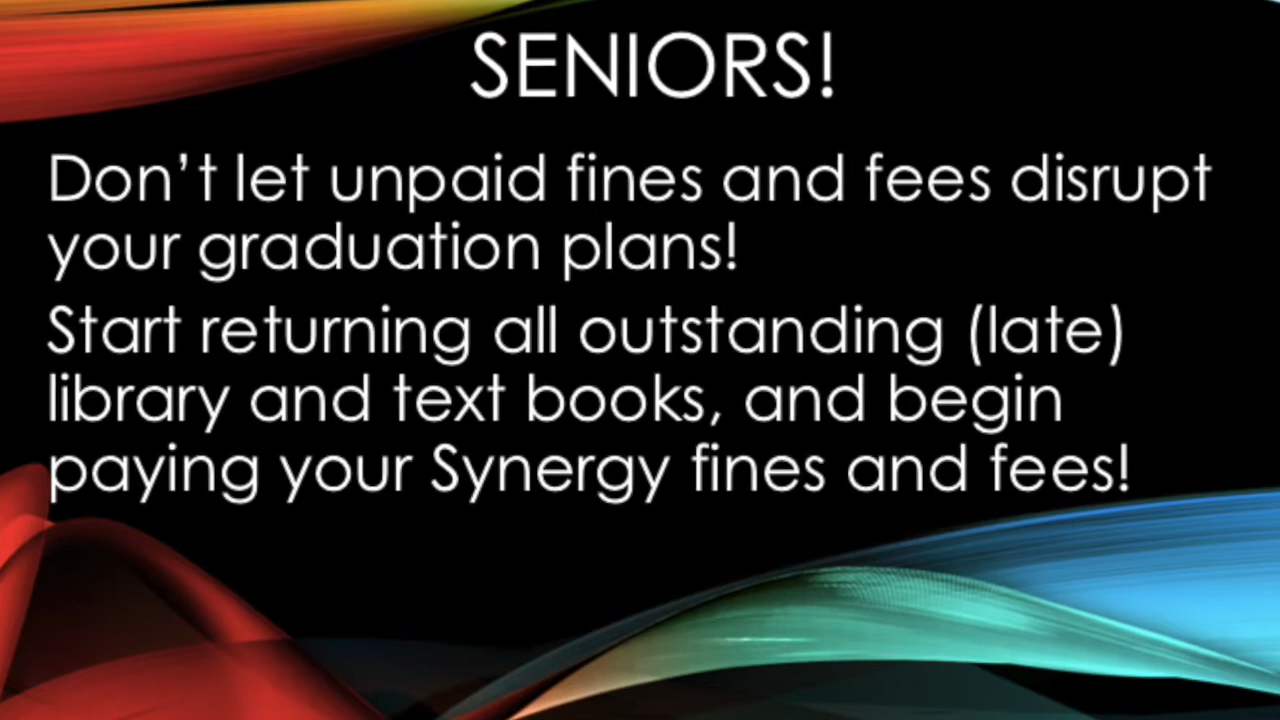 SENIORS!
Don’t let unpaid fines and fees disrupt
your graduation plans!
Start returning all outstanding (late)
library and text books, and begin
paying your Synergy fines and fees!